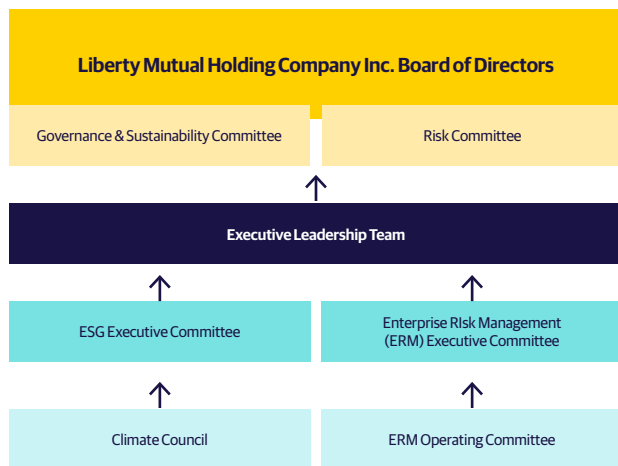 Liberty Mutual Holding Company Inc. Board of Directors
Governance & Sustainability Committee
Risk Committee
Executive Leadership Team
ESG Executive Committee
Enterprise RIsk Management
(ERM) Executive Committee
Climate Council
ERM Operating Committee